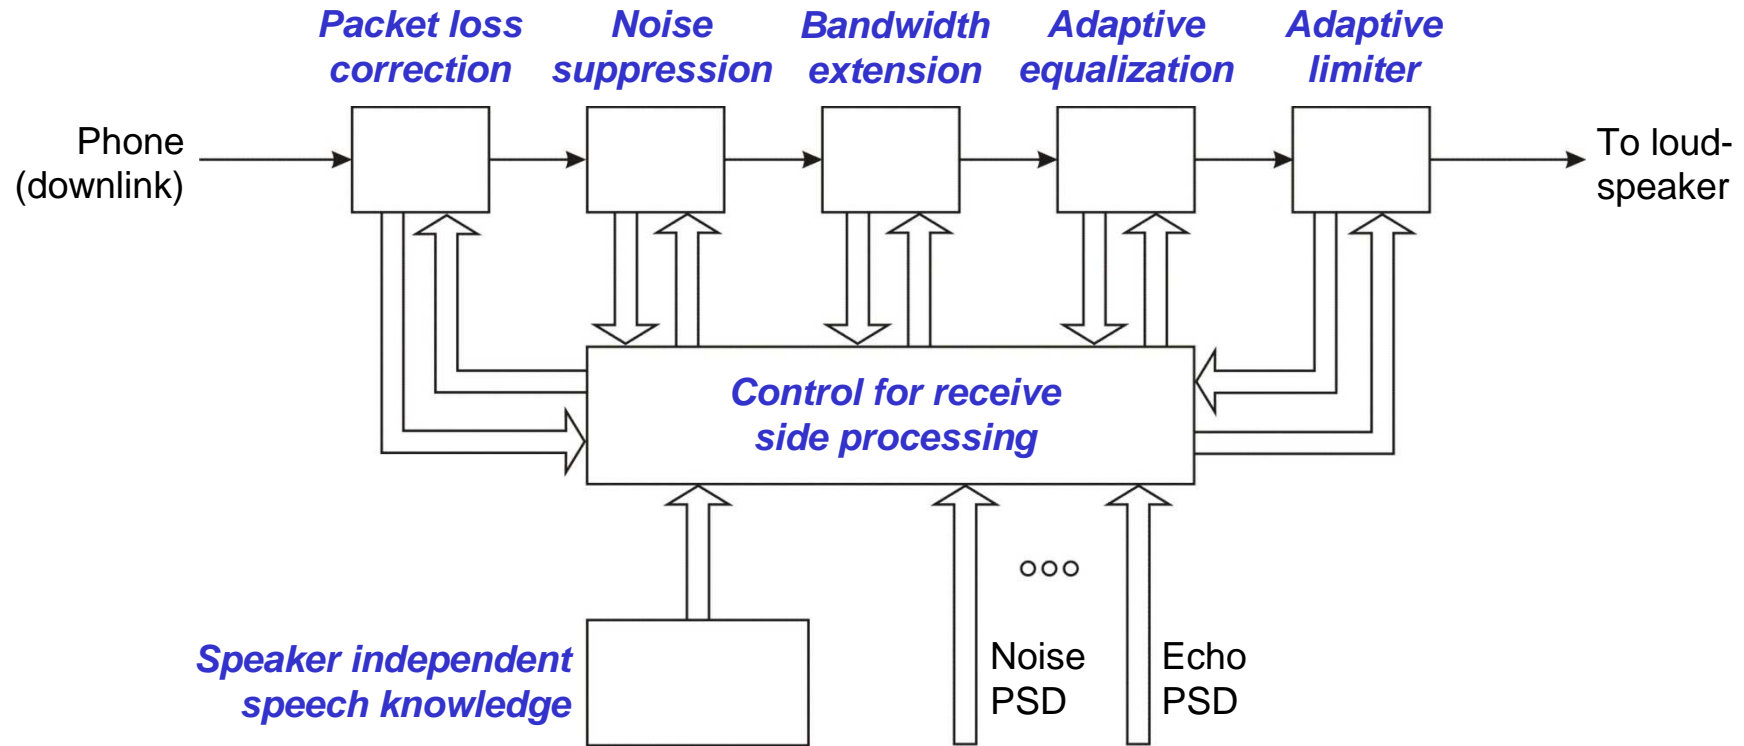 Packet loss
correction
Noise
suppression
Bandwidth
extension
Adaptive
equalization
Adaptive
limiter
Phone
(downlink)
To loud-
speaker
Control for receive
side processing
Speaker independent
speech knowledge
Noise
PSD
Echo
PSD